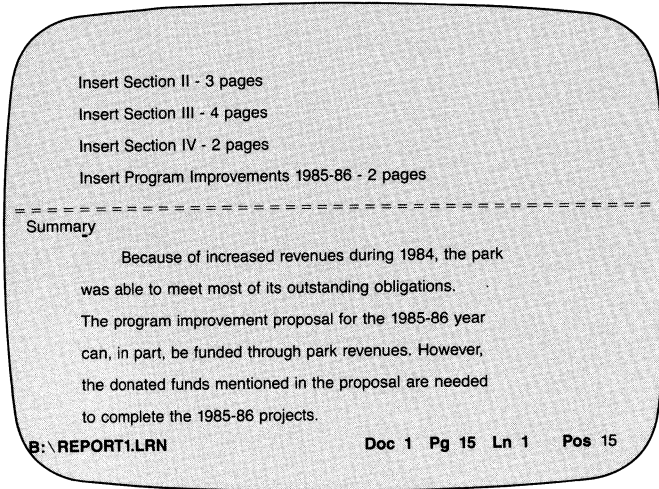 Insert Section II - 3 pages
Insert Section III - 4 pages
Insert Section IV - 2 pages
Insert Program Improvements 1985-86 - 2 pages
= = = = = = = = = = = = = = = = = = = = = = = = = = = = = = = = = = = = = = = =
Summary
Because of increased revenues during 1984, the park
was able to meet most of its outstanding obligations.
The program improvement proposal for the 1985-86 year
can, in part, be funded through park revenues. However,
the donated funds mentioned in the proposal are needed
to complete the 1985-86 projects.
B:\REPORT1.LRN Doc 1 Pg 15 Ln 1 Pos 15